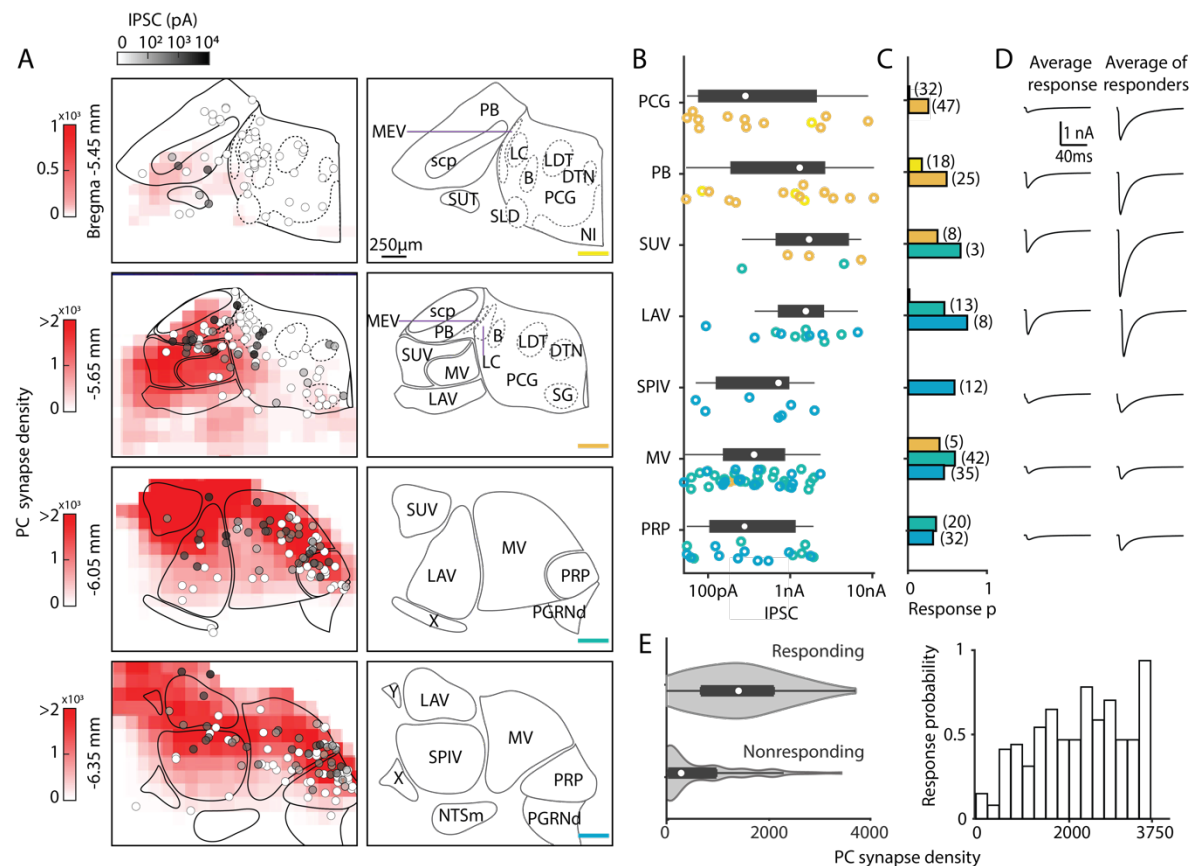 IPSC (pA)
0 10² 10³ 10⁴
A
PC synapse density
Bregma -5.45 mm
x10³
1
0.5
0
PB
MEV
scp
LC
LDT
B
DTN
PCG
SUT
SLD
NI
250µm
-5.65 mm
x10³
>2
1
0
scp
MEV
PB
B
LDT
SUV
DTN
LC
MV
PCG
LAV
SG
-6.05 mm
x10³
>2
1
0
SUV
MV
LAV
PRP
PGRNd
X
-6.35 mm
x10³
>2
1
0
Y
LAV
MV
SPIV
X
PRP
NTSm
PGRNd
B
PCG
PB
SUV
LAV
SPIV
MV
PRP
100pA 1nA 10nA
IPSC
C
(32)
(47)
(18)
(25)
(8)
(3)
(13)
(8)
(12)
(5)
(42)
(35)
(20)
(32)
0 1
Response p
D
Average response
Average of responders
1 nA
40ms
E
Responding
Nonresponding
0 2000 4000
Response probability
1
0.5
0
0 2000 3750
PC synapse density